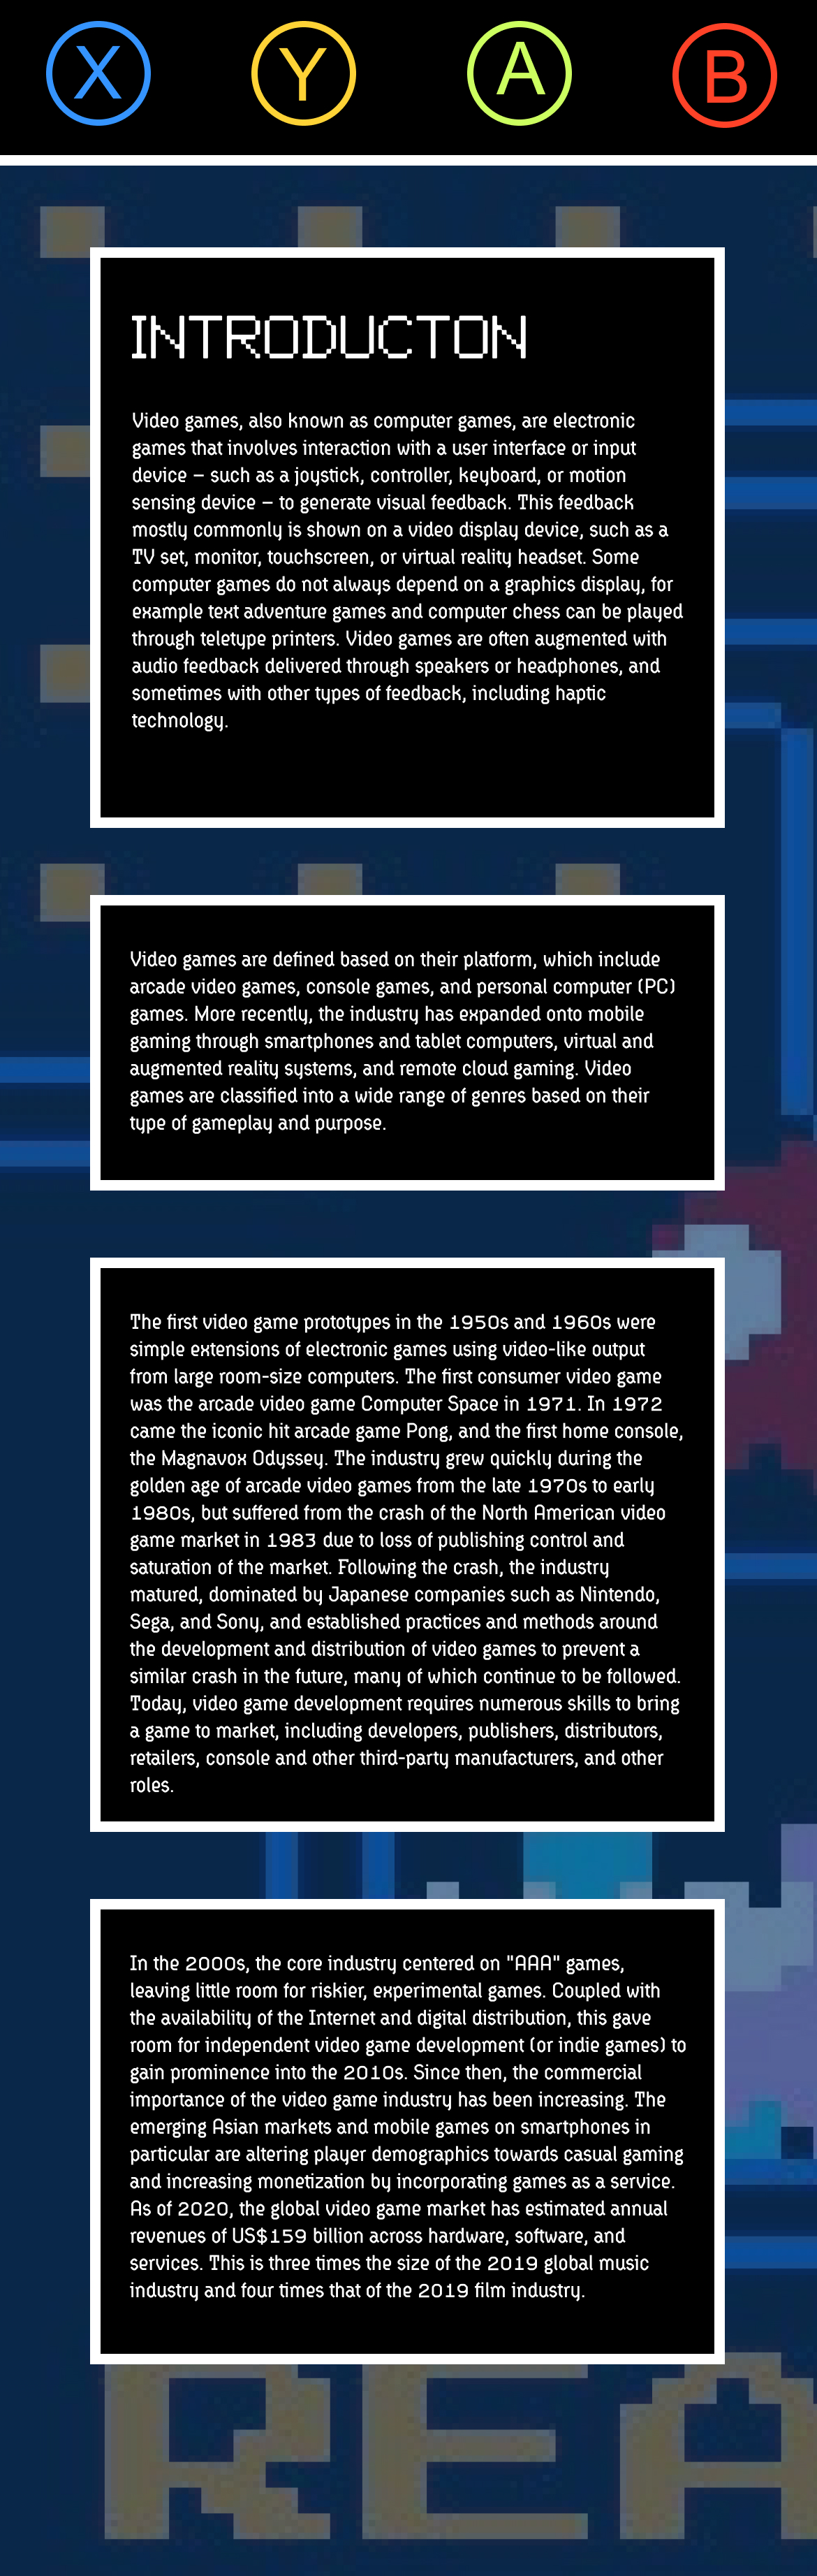 X Y A B
INTRODUCTON
Video games, also known as computer games, are electronic
games that involves interaction with a user interface or input
device – such as a joystick, controller, keyboard, or motion
sensing device – to generate visual feedback. This feedback
mostly commonly is shown on a video display device, such as a
TV set, monitor, touchscreen, or virtual reality headset. Some
computer games do not always depend on a graphics display, for
example text adventure games and computer chess can be played
through teletype printers. Video games are often augmented with
audio feedback delivered through speakers or headphones, and
sometimes with other types of feedback, including haptic
technology.
Video games are defined based on their platform, which include
arcade video games, console games, and personal computer (PC)
games. More recently, the industry has expanded onto mobile
gaming through smartphones and tablet computers, virtual and
augmented reality systems, and remote cloud gaming. Video
games are classified into a wide range of genres based on their
type of gameplay and purpose.
The first video game prototypes in the 1950s and 1960s were
simple extensions of electronic games using video-like output
from large room-size computers. The first consumer video game
was the arcade video game Computer Space in 1971. In 1972
came the iconic hit arcade game Pong, and the first home console,
the Magnavox Odyssey. The industry grew quickly during the
golden age of arcade video games from the late 1970s to early
1980s, but suffered from the crash of the North American video
game market in 1983 due to loss of publishing control and
saturation of the market. Following the crash, the industry
matured, dominated by Japanese companies such as Nintendo,
Sega, and Sony, and established practices and methods around
the development and distribution of video games to prevent a
similar crash in the future, many of which continue to be followed.
Today, video game development requires numerous skills to bring
a game to market, including developers, publishers, distributors,
retailers, console and other third-party manufacturers, and other
roles.
In the 2000s, the core industry centered on "AAA" games,
leaving little room for riskier, experimental games. Coupled with
the availability of the Internet and digital distribution, this gave
room for independent video game development (or indie games) to
gain prominence into the 2010s. Since then, the commercial
importance of the video game industry has been increasing. The
emerging Asian markets and mobile games on smartphones in
particular are altering player demographics towards casual gaming
and increasing monetization by incorporating games as a service.
As of 2020, the global video game market has estimated annual
revenues of US$159 billion across hardware, software, and
services. This is three times the size of the 2019 global music
industry and four times that of the 2019 film industry.
REA